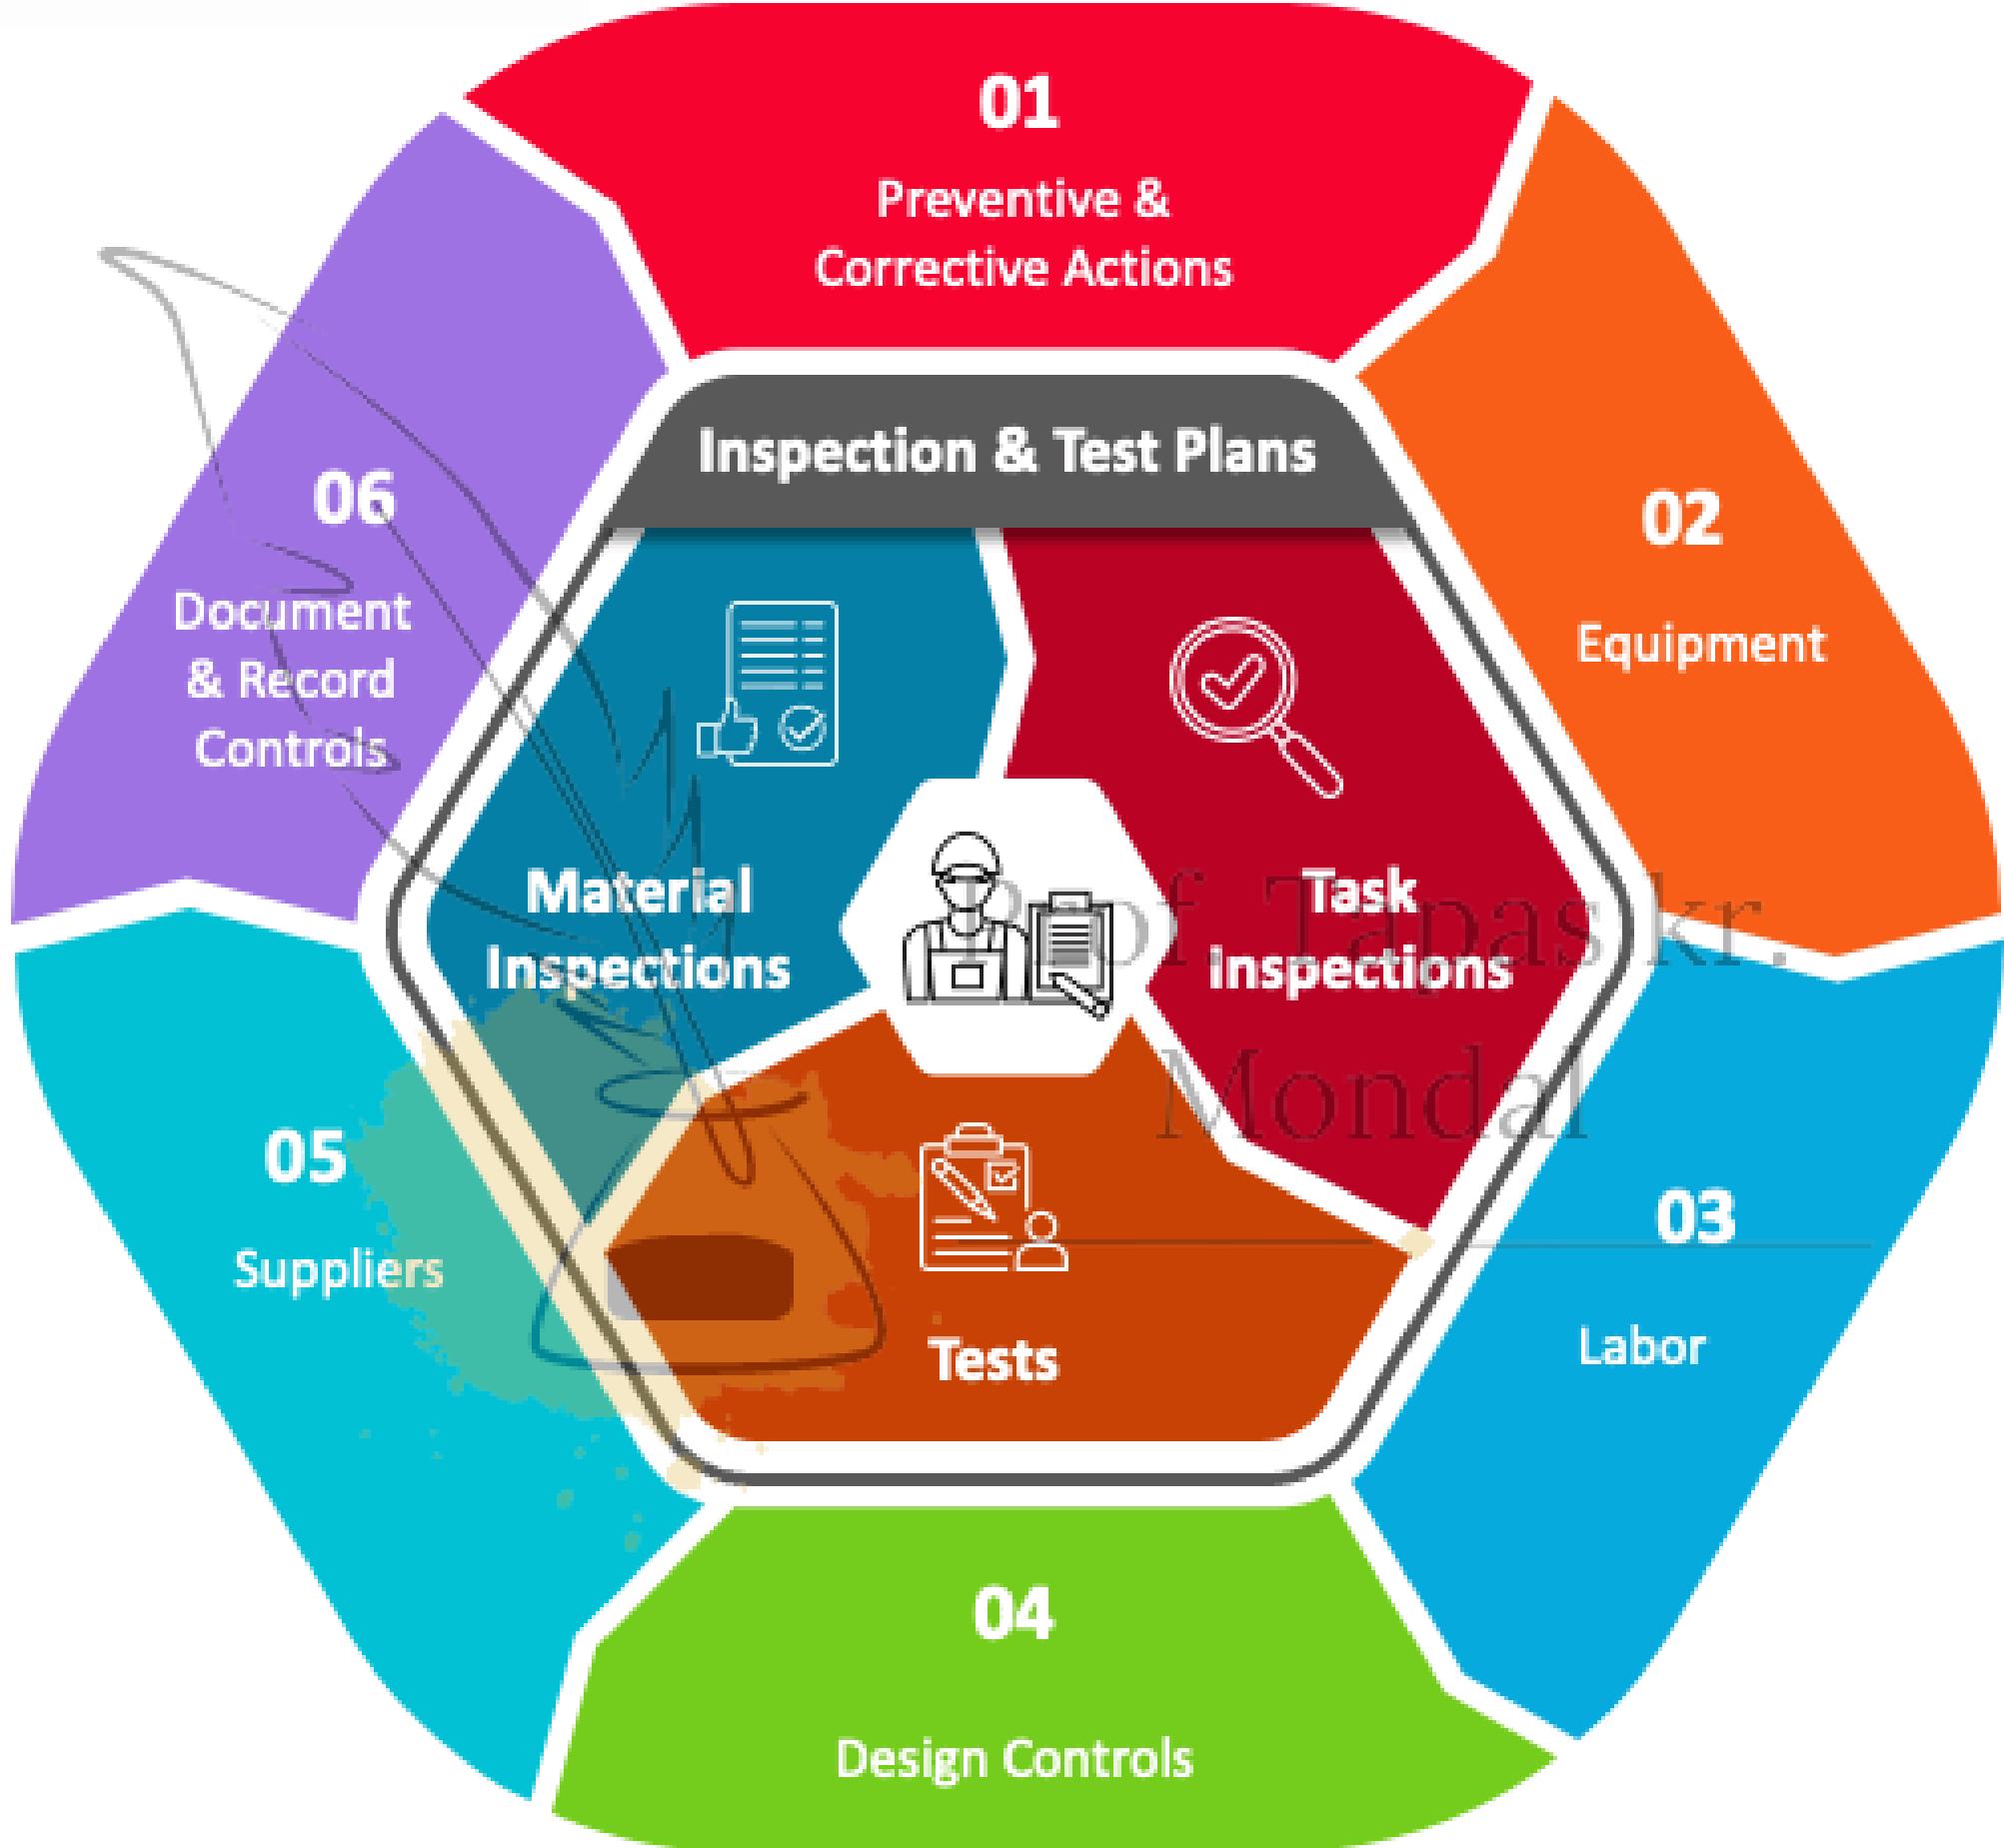 01
Preventive &
Corrective Actions
02
Equipment
03
Labor
04
Design Controls
05
Suppliers
06
Document
& Record
Controls
Inspection & Test Plans
Material
Inspections
Task
Inspections
Tests
Prof. Tapas kr.
Mondal